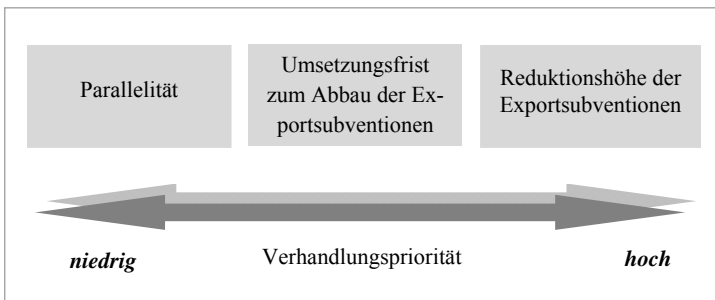 Parallelität
Umsetzungsfrist
zum Abbau der Ex-
portsubventionen
Reduktionshöhe der
Exportsubventionen
niedrig
Verhandlungspriorität
hoch